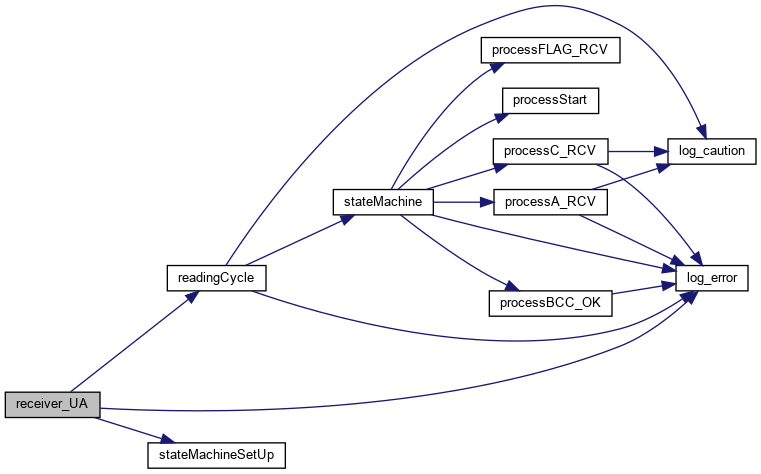 processFLAG_RCV
processStart
processC_RCV
log_caution
stateMachine
processA_RCV
readingCycle
log_error
processBCC_OK
receiver_UA
stateMachineSetUp